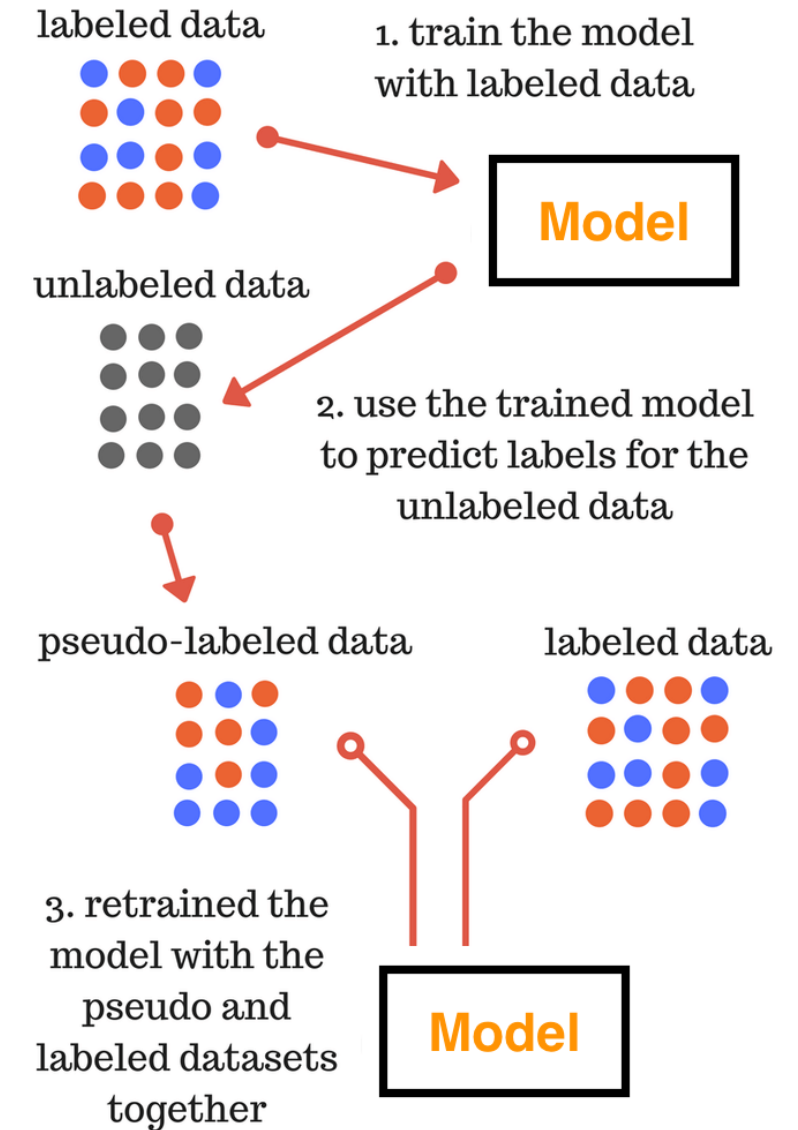 labeled data
1. train the model
with labeled data
Model
unlabeled data
2. use the trained model
to predict labels for the
unlabeled data
pseudo-labeled data
labeled data
3. retrained the
model with the
pseudo and
labeled datasets
together
Model